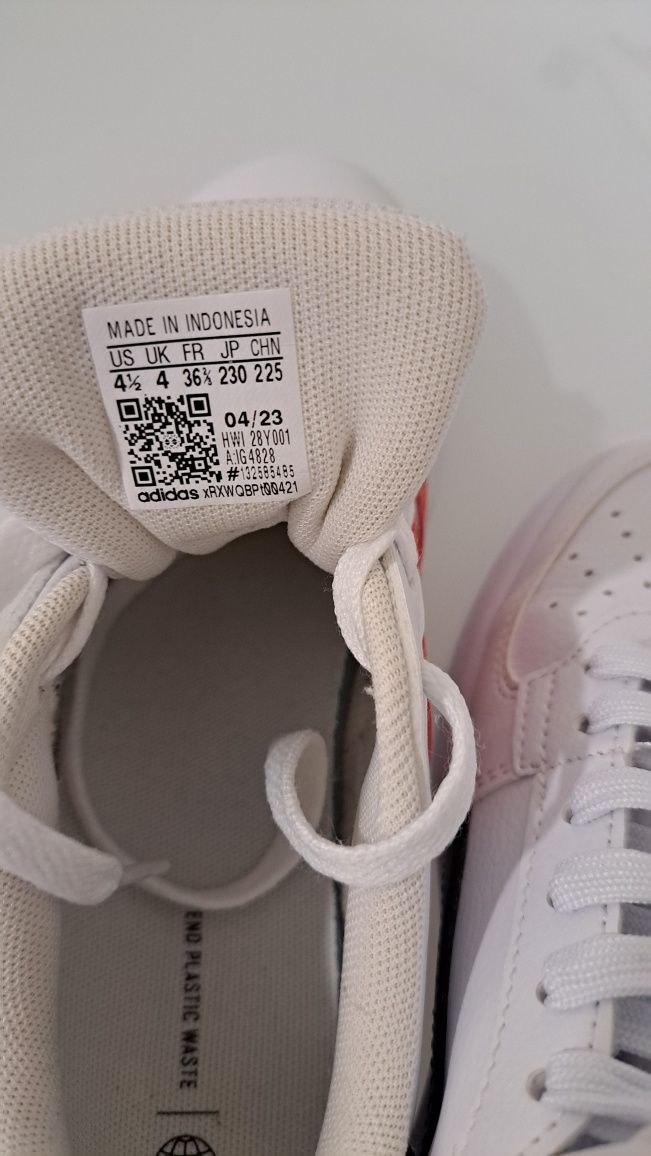 MADE IN INDONESIA
US UK FR JP CHN
4½ 4 36⅔ 230 225
04/23
HWI 28Y001
A:IG4828
#132585485
adidas xRXWQBPt00421
END PLASTIC WASTE